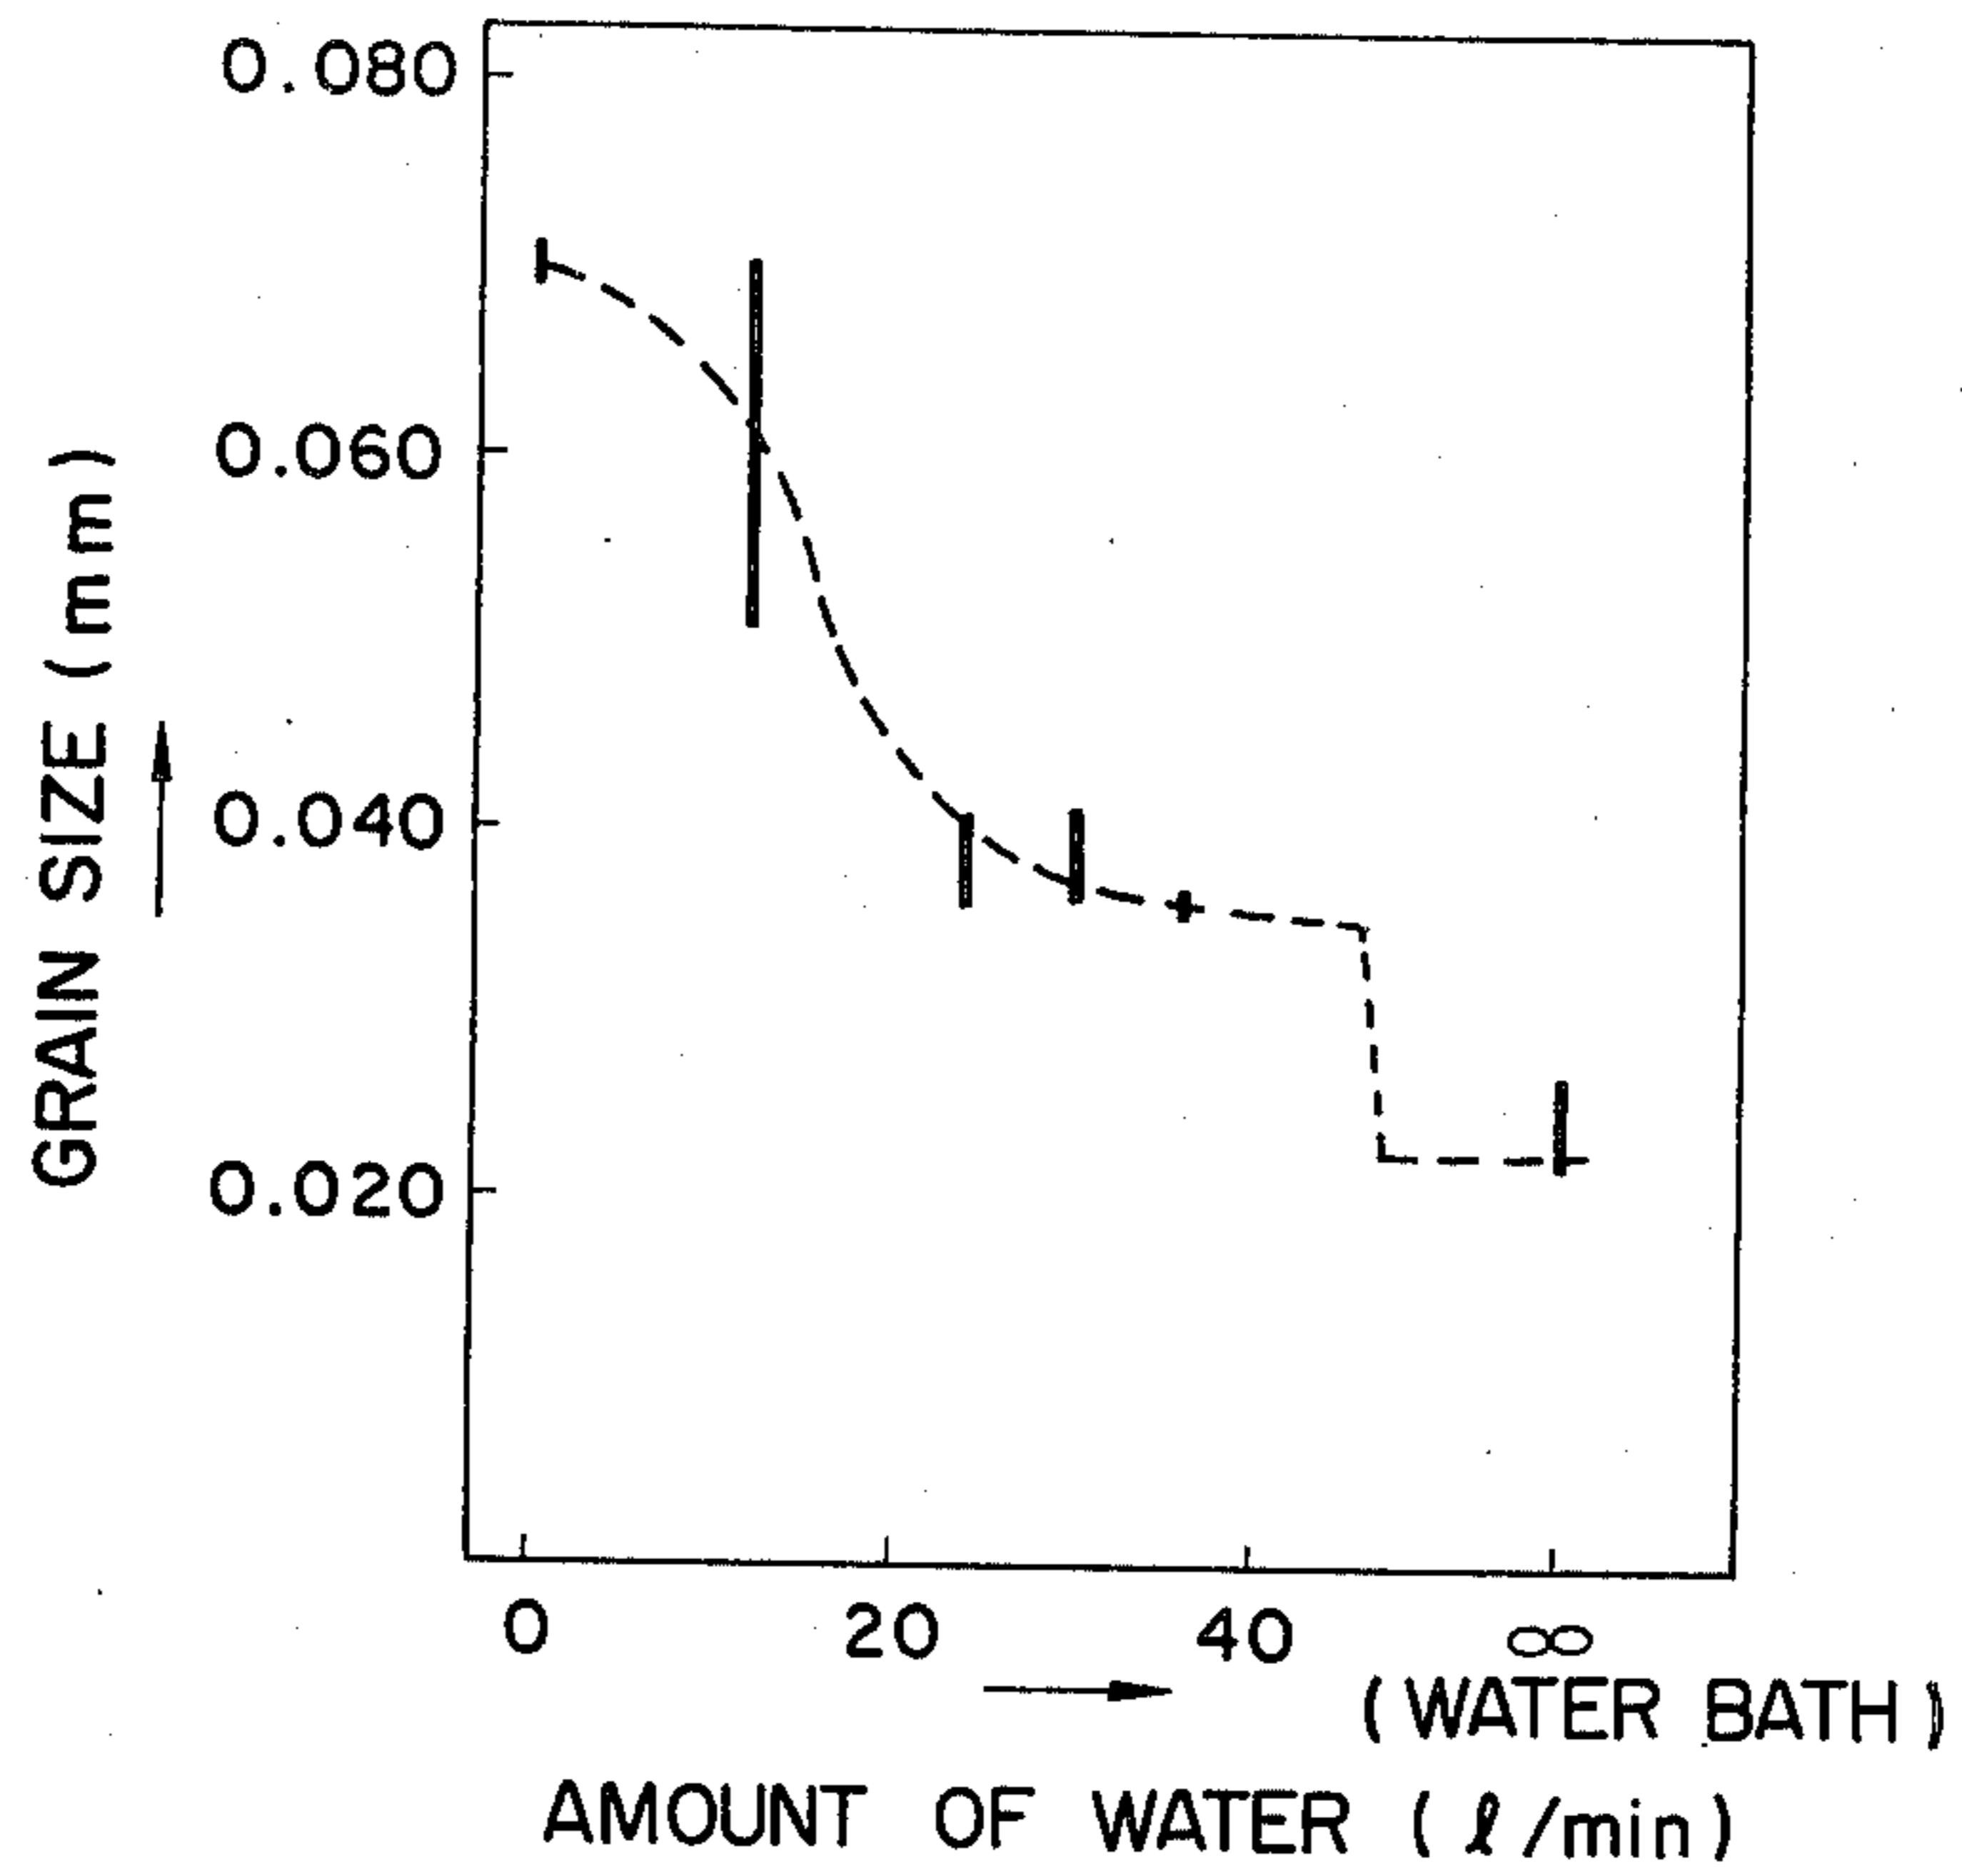 0.080
0.060
0.040
0.020
GRAIN SIZE (mm)
0 20 40 ∞
(WATER BATH)
AMOUNT OF WATER (ℓ/min)